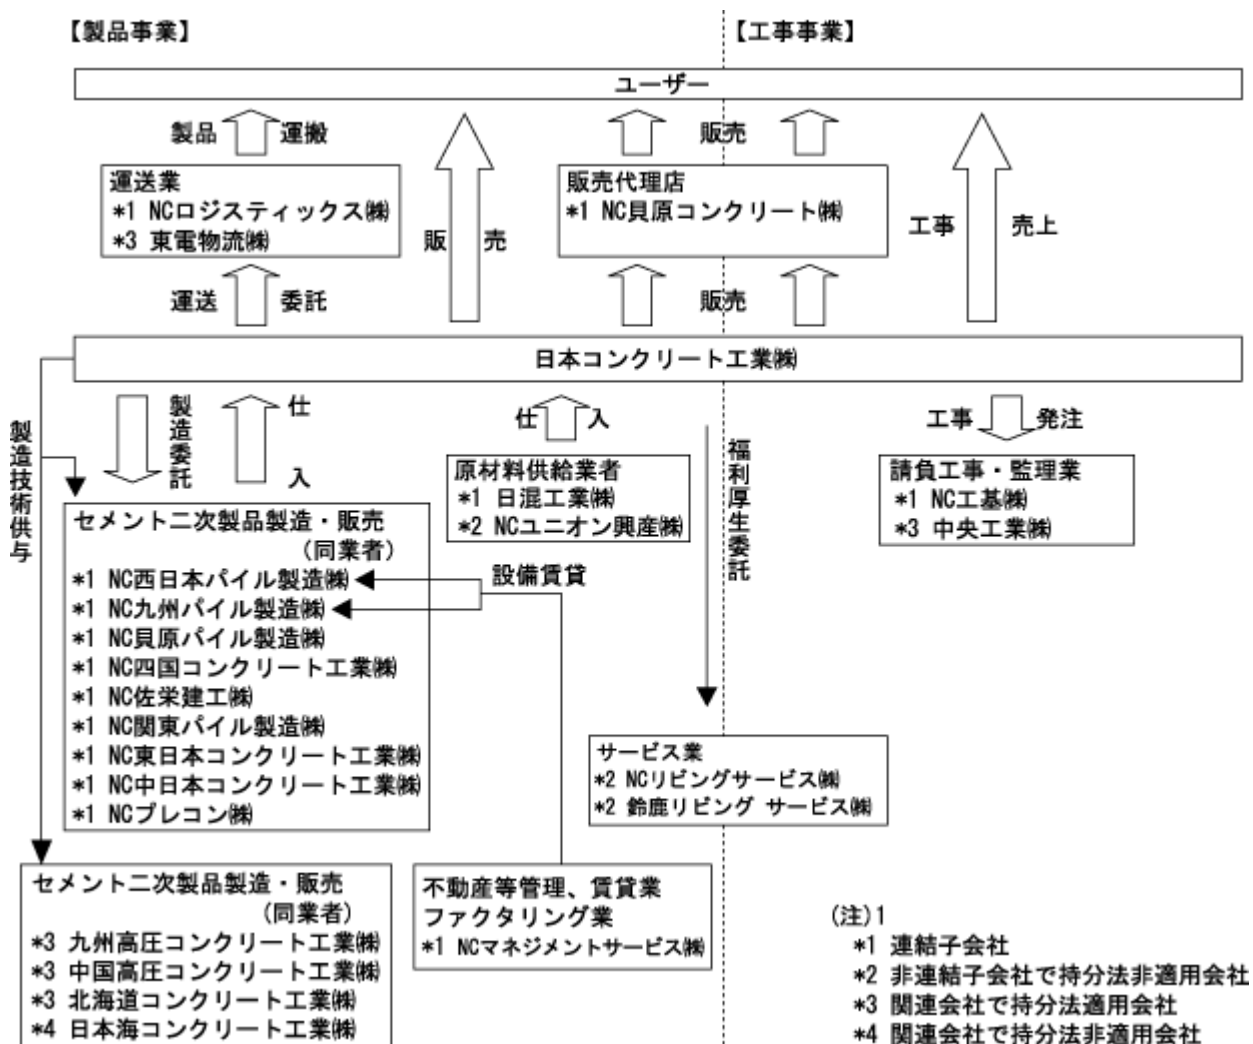 【製品事業】
【工事事業】
ユーザー
製品 運搬
販売
運送業
*1 NCロジスティックス㈱
*3 東電物流㈱
販 売
販売代理店
*1 NC貝原コンクリート㈱
工事 売上
運送 委託
販売
日本コンクリート工業㈱
製造技術供与
製造委託
仕入
仕入
福利厚生委託
工事 発注
原材料供給業者
*1 日混工業㈱
*2 NCユニオン興産㈱
請負工事・監理業
*1 NC工基㈱
*3 中央工業㈱
セメント二次製品製造・販売
(同業者)
*1 NC西日本パイル製造㈱
*1 NC九州パイル製造㈱
*1 NC貝原パイル製造㈱
*1 NC四国コンクリート工業㈱
*1 NC佐栄建工㈱
*1 NC関東パイル製造㈱
*1 NC東日本コンクリート工業㈱
*1 NC中日本コンクリート工業㈱
*1 NCプレコン㈱
設備賃貸
サービス業
*2 NCリビングサービス㈱
*2 鈴鹿リビング サービス㈱
セメント二次製品製造・販売
(同業者)
*3 九州高圧コンクリート工業㈱
*3 中国高圧コンクリート工業㈱
*3 北海道コンクリート工業㈱
*4 日本海コンクリート工業㈱
不動産等管理、賃貸業
ファクタリング業
*1 NCマネジメントサービス㈱
(注)1
*1 連結子会社
*2 非連結子会社で持分法非適用会社
*3 関連会社で持分法適用会社
*4 関連会社で持分法非適用会社